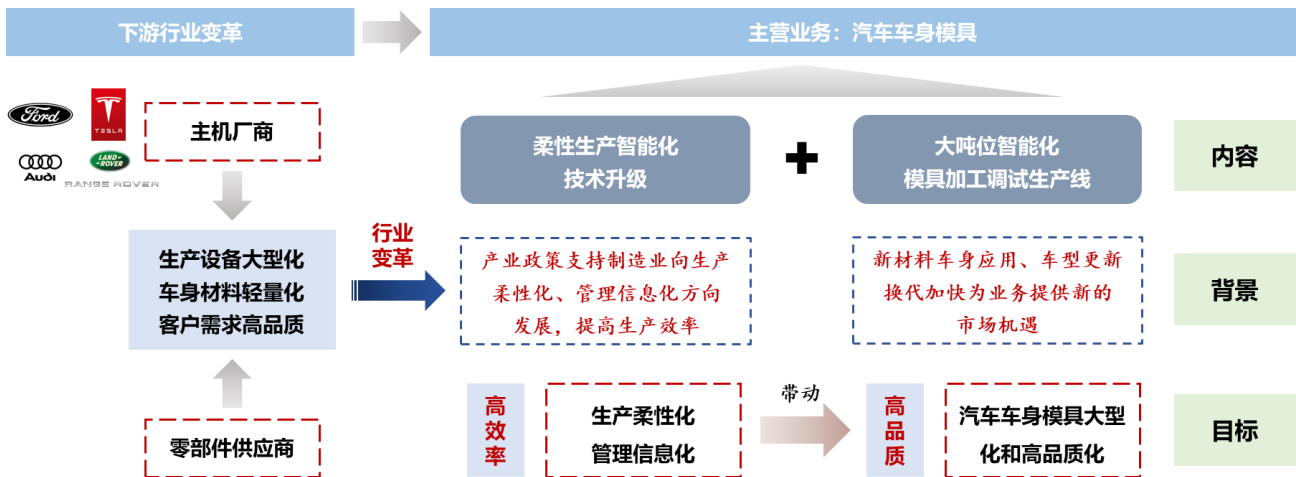 下游行业变革
主营业务：汽车车身模具
Ford
TESLA
Audi
LAND-
ROVER
RANGE ROVER
主机厂商
生产设备大型化
车身材料轻量化
客户需求高品质
零部件供应商
行业
变革
柔性生产智能化
技术升级
+
大吨位智能化
模具加工调试生产线
内容
产业政策支持制造业向生产
柔性化、管理信息化方向
发展，提高生产效率
新材料车身应用、车型更新
换代加快为业务提供新的
市场机遇
背景
高
效
率
生产柔性化
管理信息化
带动
高
品
质
汽车车身模具大型
化和高品质化
目标